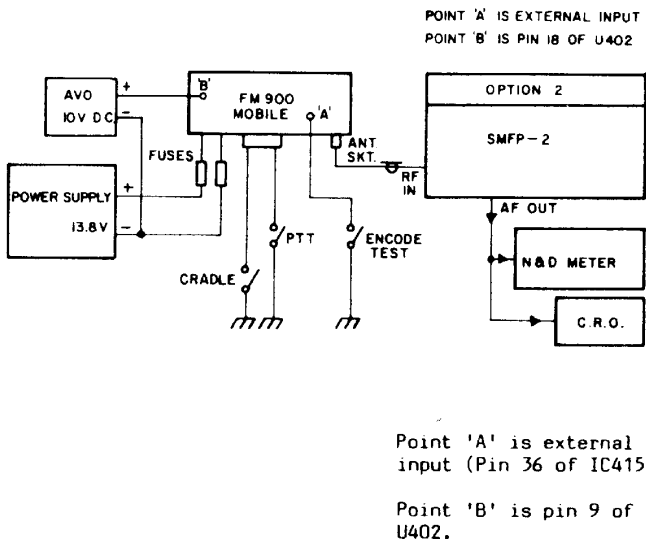 POINT 'A' IS EXTERNAL INPUT
POINT 'B' IS PIN 18 OF U402
AVO
10V DC
+
-
'B'
FM 900
MOBILE
'A'
OPTION 2
SMFP-2
FUSES
ANT
SKT.
RF
IN
POWER SUPPLY
13.8V
+
-
PTT
ENCODE
TEST
CRADLE
AF OUT
N&D METER
C.R.O.
Point 'A' is external
input (Pin 36 of IC415
Point 'B' is pin 9 of
U402.